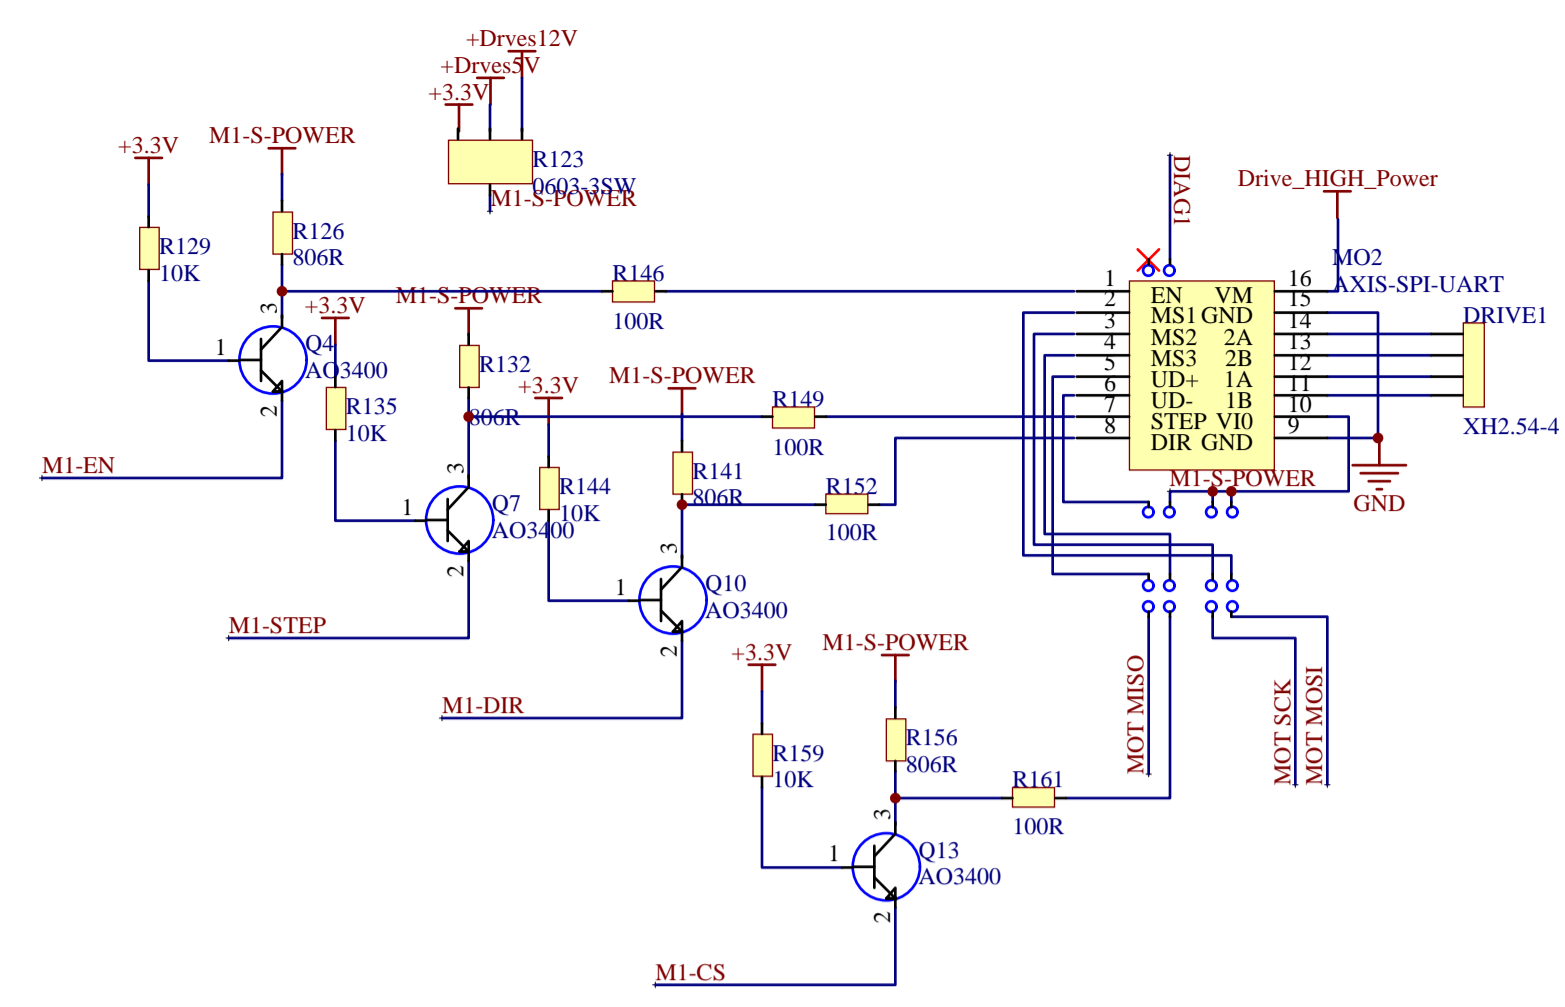 +Drves12V
+Drves5V
+3.3V
R123
0603-3SW
M1-S-POWER
+3.3V
M1-S-POWER
R129
10K
R126
806R
3
1
Q4
AO3400
2
M1-EN
R146
100R
+3.3V
M1-S-POWER
R135
10K
R132
806R
3
1
Q7
AO3400
2
M1-STEP
R149
100R
+3.3V
M1-S-POWER
R144
10K
R141
806R
3
1
Q10
AO3400
2
M1-DIR
R152
100R
+3.3V
M1-S-POWER
R159
10K
R156
806R
3
1
Q13
AO3400
2
M1-CS
R161
100R
DIAG1
Drive_HIGH_Power
MO2
AXIS-SPI-UART
1 EN VM 16
2 MS1 GND 15
3 MS2 2A 14
4 MS3 2B 13
5 UD+ 1A 12
6 UD- 1B 11
7 STEP VI0 10
8 DIR GND 9
DRIVE1
XH2.54-4
M1-S-POWER
GND
MOT MISO
MOT SCK
MOT MOSI